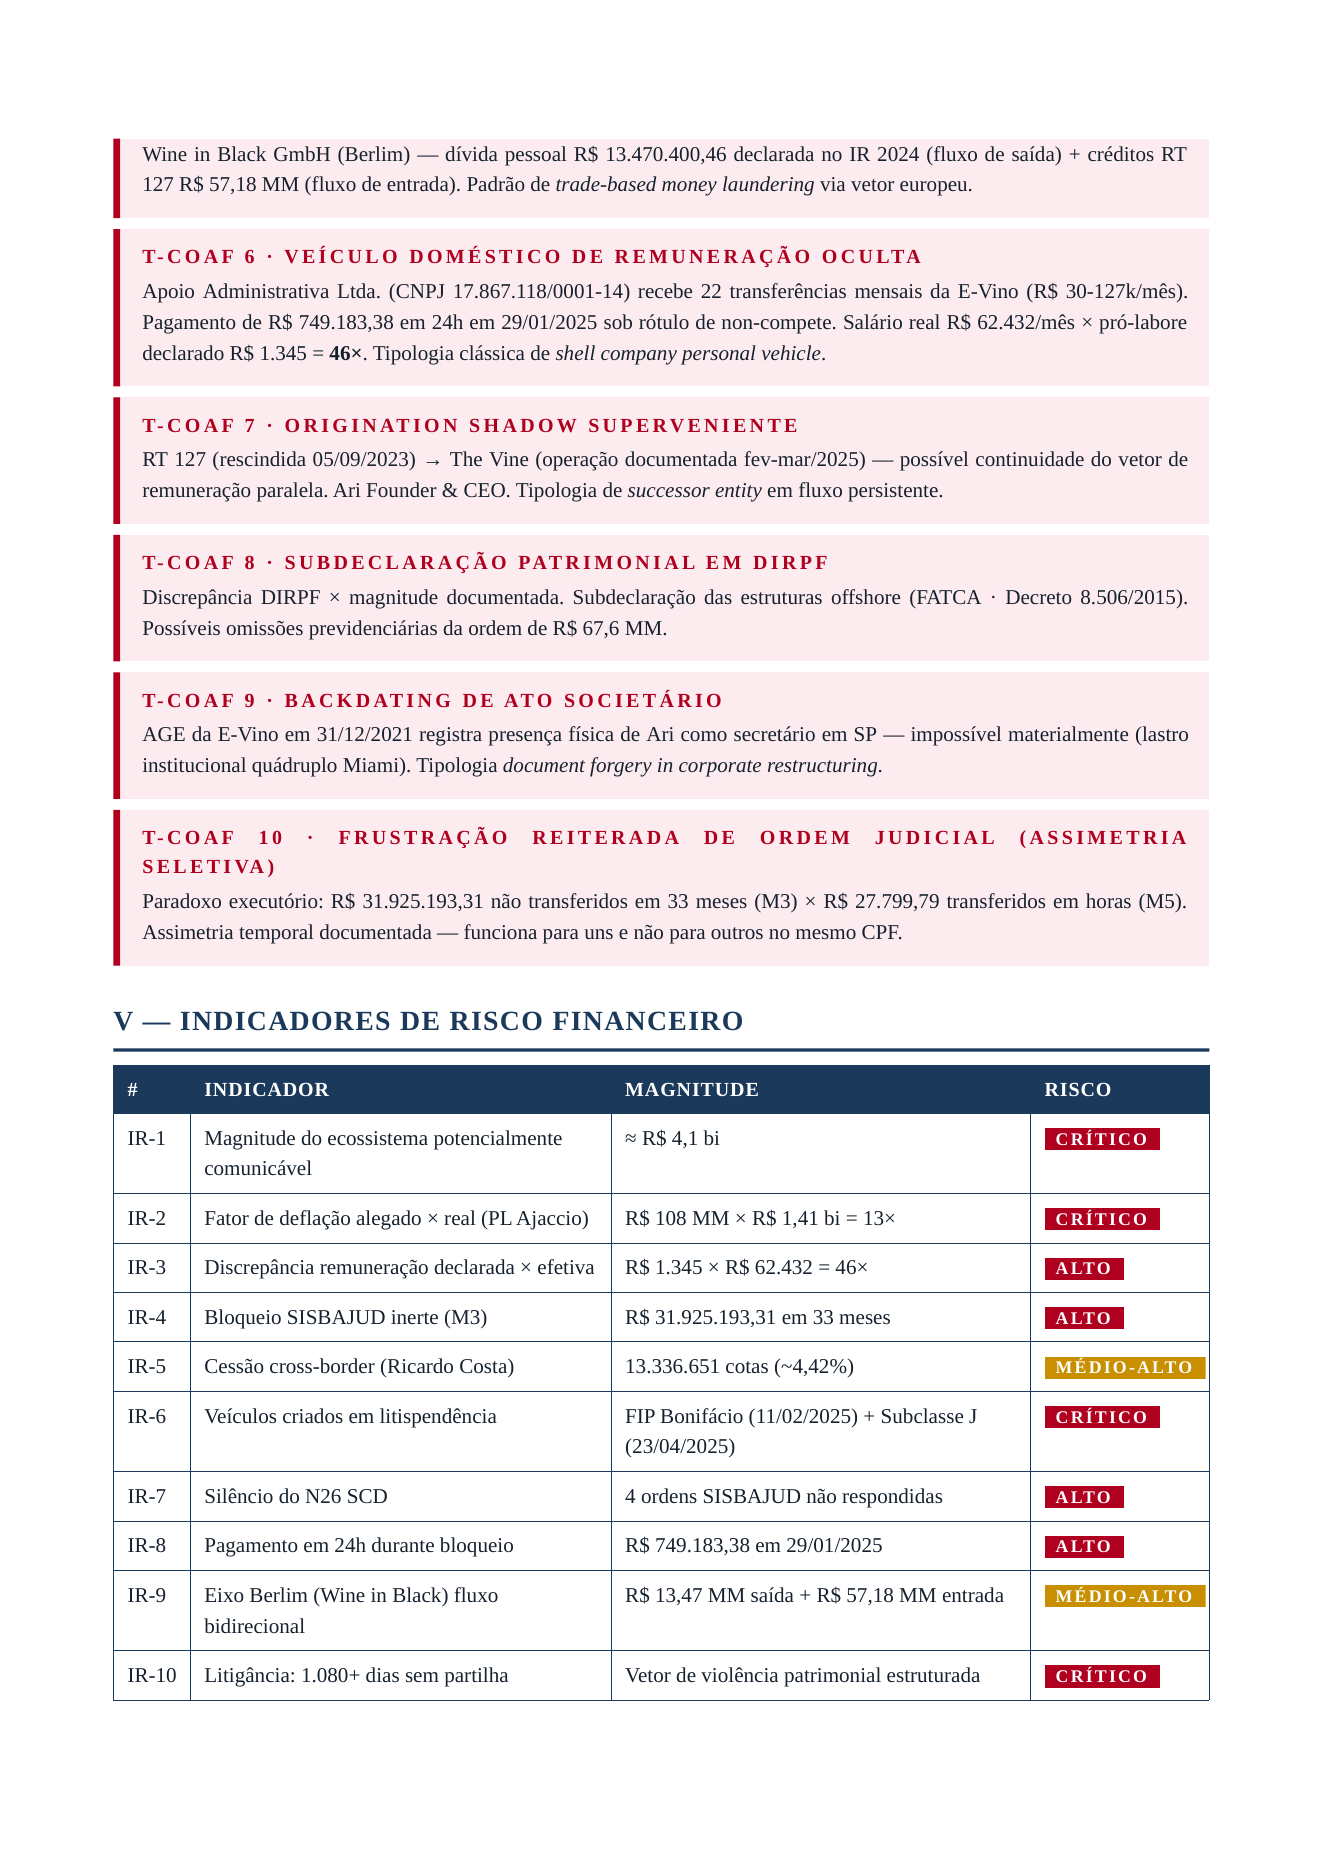 Wine in Black GmbH (Berlim) — dívida pessoal R$ 13.470.400,46 declarada no IR 2024 (fluxo de saída) + créditos RT
127 R$ 57,18 MM (fluxo de entrada). Padrão de trade-based money laundering via vetor europeu.
T-COAF 6 · VEÍCULO DOMÉSTICO DE REMUNERAÇÃO OCULTA
Apoio Administrativa Ltda. (CNPJ 17.867.118/0001-14) recebe 22 transferências mensais da E-Vino (R$ 30-127k/mês).
Pagamento de R$ 749.183,38 em 24h em 29/01/2025 sob rótulo de non-compete. Salário real R$ 62.432/mês × pró-labore
declarado R$ 1.345 = 46×. Tipologia clássica de shell company personal vehicle.
T-COAF 7 · ORIGINATION SHADOW SUPERVENIENTE
RT 127 (rescindida 05/09/2023) → The Vine (operação documentada fev-mar/2025) — possível continuidade do vetor de
remuneração paralela. Ari Founder & CEO. Tipologia de successor entity em fluxo persistente.
T-COAF 8 · SUBDECLARAÇÃO PATRIMONIAL EM DIRPF
Discrepância DIRPF × magnitude documentada. Subdeclaração das estruturas offshore (FATCA · Decreto 8.506/2015).
Possíveis omissões previdenciárias da ordem de R$ 67,6 MM.
T-COAF 9 · BACKDATING DE ATO SOCIETÁRIO
AGE da E-Vino em 31/12/2021 registra presença física de Ari como secretário em SP — impossível materialmente (lastro
institucional quádruplo Miami). Tipologia document forgery in corporate restructuring.
T-COAF 10 · FRUSTRAÇÃO REITERADA DE ORDEM JUDICIAL (ASSIMETRIA
SELETIVA)
Paradoxo executório: R$ 31.925.193,31 não transferidos em 33 meses (M3) × R$ 27.799,79 transferidos em horas (M5).
Assimetria temporal documentada — funciona para uns e não para outros no mesmo CPF.
V — INDICADORES DE RISCO FINANCEIRO
# INDICADOR MAGNITUDE RISCO
IR-1 Magnitude do ecossistema potencialmente ≈ R$ 4,1 bi CRÍTICO
comunicável
IR-2 Fator de deflação alegado × real (PL Ajaccio) R$ 108 MM × R$ 1,41 bi = 13× CRÍTICO
IR-3 Discrepância remuneração declarada × efetiva R$ 1.345 × R$ 62.432 = 46× ALTO
IR-4 Bloqueio SISBAJUD inerte (M3) R$ 31.925.193,31 em 33 meses ALTO
IR-5 Cessão cross-border (Ricardo Costa) 13.336.651 cotas (~4,42%) MÉDIO-ALTO
IR-6 Veículos criados em litispendência FIP Bonifácio (11/02/2025) + Subclasse J CRÍTICO
(23/04/2025)
IR-7 Silêncio do N26 SCD 4 ordens SISBAJUD não respondidas ALTO
IR-8 Pagamento em 24h durante bloqueio R$ 749.183,38 em 29/01/2025 ALTO
IR-9 Eixo Berlim (Wine in Black) fluxo R$ 13,47 MM saída + R$ 57,18 MM entrada MÉDIO-ALTO
bidirecional
IR-10 Litigância: 1.080+ dias sem partilha Vetor de violência patrimonial estruturada CRÍTICO